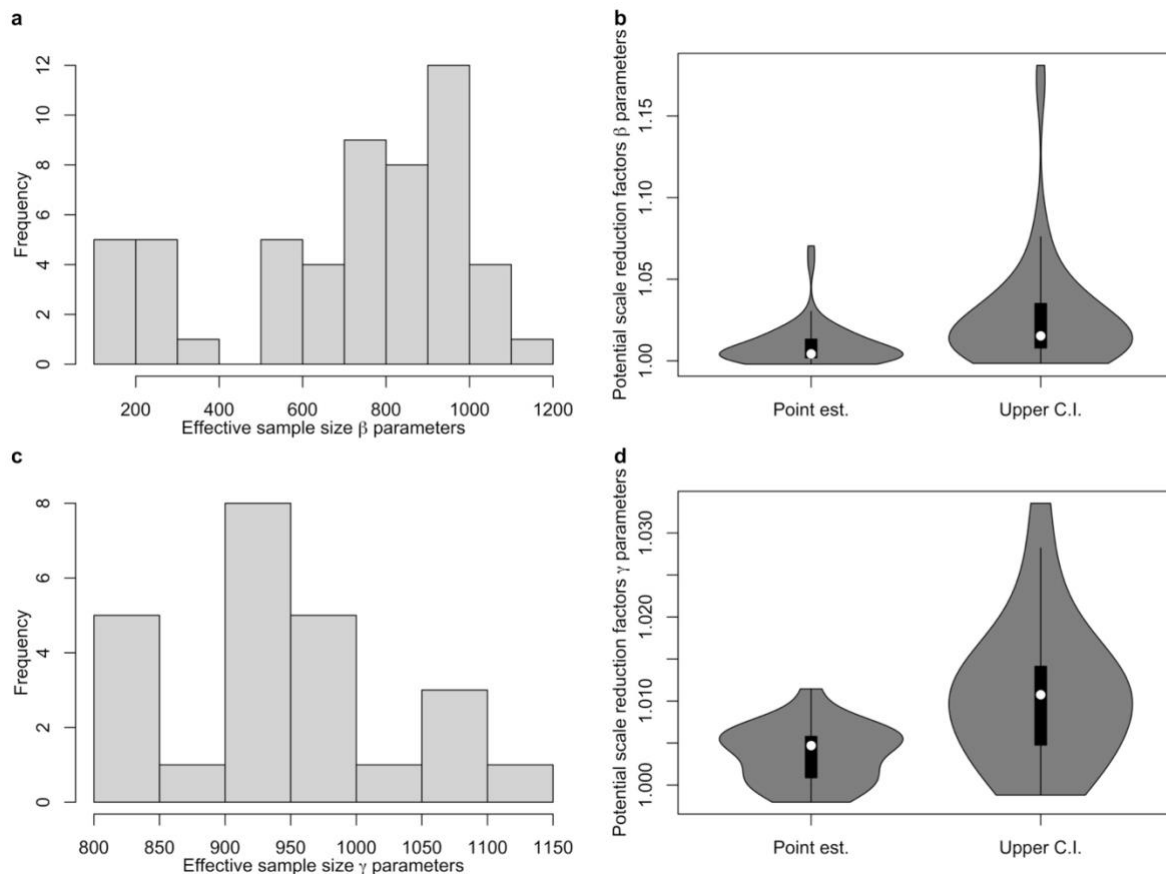 a
12
10
8
6
4
2
0
Frequency
200 400 600 800 1000 1200
Effective sample size β parameters
b
Potential scale reduction factors β parameters
1.15
1.10
1.05
1.00
Point est. Upper C.I.
c
8
6
4
2
0
Frequency
800 850 900 950 1000 1050 1100 1150
Effective sample size γ parameters
d
Potential scale reduction factors γ parameters
1.030
1.020
1.010
1.000
Point est. Upper C.I.